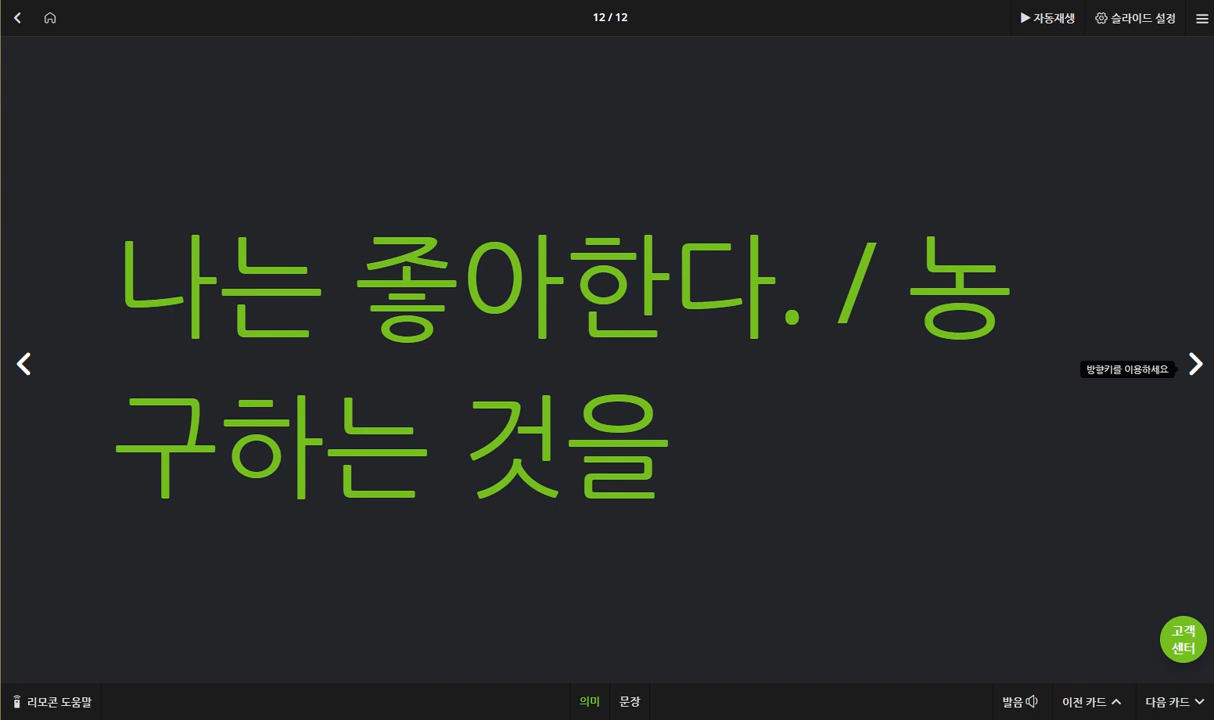 12 / 12
자동재생
슬라이드 설정
나는 좋아한다. / 농
구하는 것을
방향키를 이용하세요
고객
센터
리모콘 도움말
의미
문장
발음
이전 카드
다음 카드